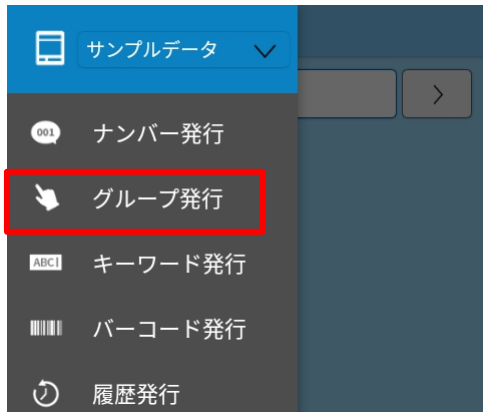 サンプルデータ
001
ナンバー発行
グループ発行
ABC
キーワード発行
バーコード発行
履歴発行